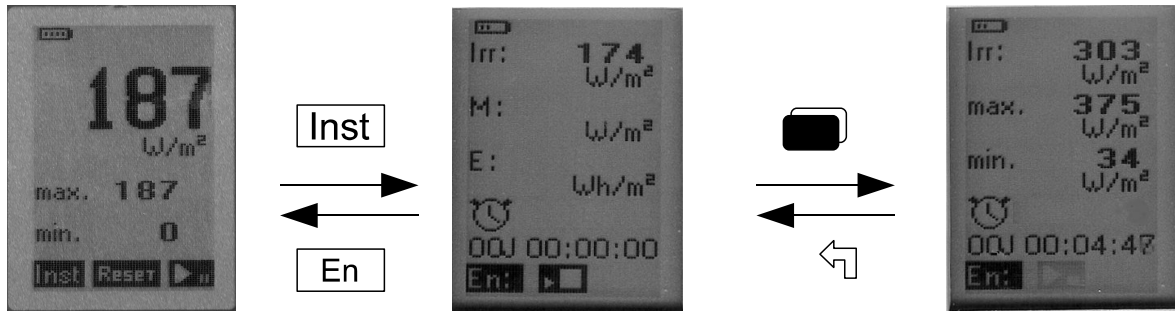 187
W/m²
max. 187
min. 0
Inst RESET
Inst
En
Irr: 174
W/m²
M:
W/m²
E:
Wh/m²
00J 00:00:00
En:
Irr: 303
W/m²
max. 375
W/m²
min. 34
W/m²
00J 00:04:47
En: